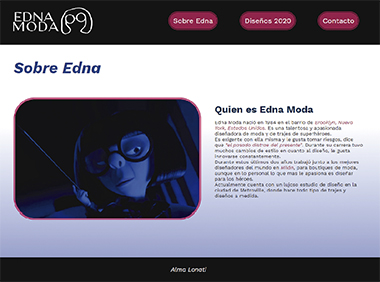 EDNA
MODA
Sobre Edna
Diseños 2020
Contacto
Sobre Edna
Quien es Edna Moda
Edna Moda nació en 1964 en el barrio de Brooklyn, Nueva
York, Estados Unidos. Es una talentosa y apasionada
diseñadora de moda y de trajes de superhéroes.
Es exigente con ella misma y le gusta tomar riesgos, dice
que "el pasado distrae del presente". Durante su carrera tuvo
muchos cambios de estilo en cuanto al diseño, le gusta
innovarse constantemente.
Durante estos últimos dos años trabajó junto a los mejores
diseñadores del mundo en Milán, para boutiques de moda,
aunque en lo personal lo que mas le apasiona es diseñar
para los héroes.
Actualmente cuenta con un lujoso estudio de diseño en la
ciudad de Metroville, donde hace todo tipo de trajes y
diseños a medida.
Alma Lonati